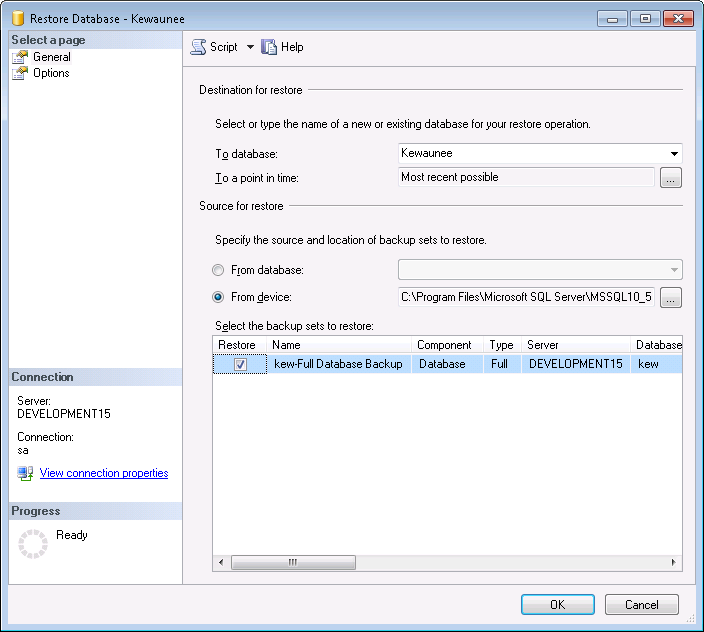 Restore Database - Kewaunee
Select a page
General
Options
Script
Help
Destination for restore
Select or type the name of a new or existing database for your restore operation.
To database:
Kewaunee
To a point in time:
Most recent possible
...
Source for restore
Specify the source and location of backup sets to restore.
From database:
From device:
C:\Program Files\Microsoft SQL Server\MSSQL10_5
...
Select the backup sets to restore:
Restore Name Component Type Server Database
kew-Full Database Backup Database Full DEVELOPMENT15 kew
Connection
Server:
DEVELOPMENT15
Connection:
sa
View connection properties
Progress
Ready
OK
Cancel